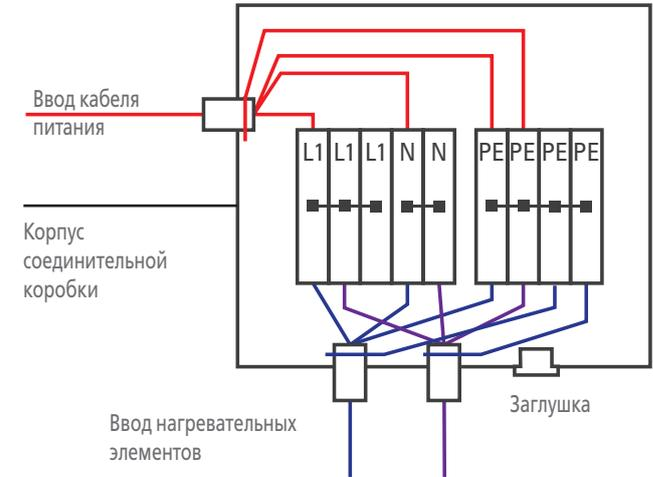 Ввод кабеля
питания
L1 L1 L1 N N PE PE PE PE
Корпус
соединительной
коробки
Ввод нагревательных
элементов
Заглушка